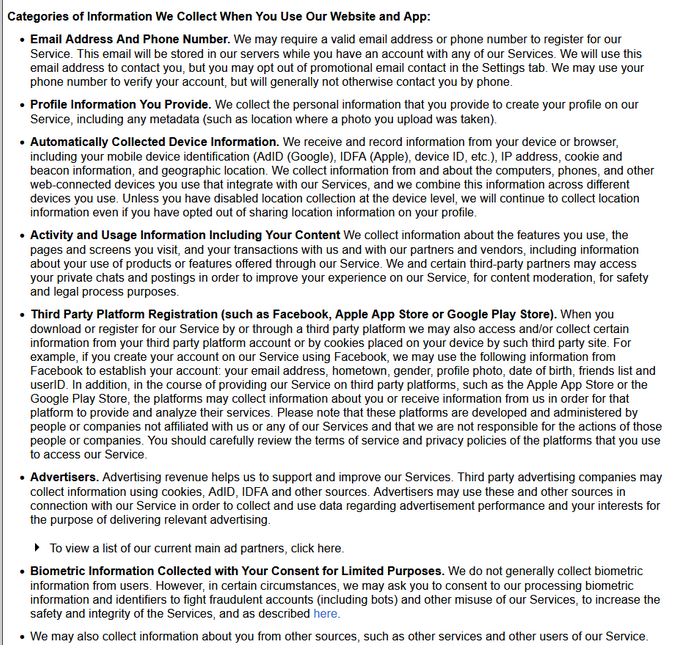 Categories of Information We Collect When You Use Our Website and App:
• Email Address And Phone Number. We may require a valid email address or phone number to register for our
Service. This email will be stored in our servers while you have an account with any of our Services. We will use this
email address to contact you, but you may opt out of promotional email contact in the Settings tab. We may use your
phone number to verify your account, but will generally not otherwise contact you by phone.
• Profile Information You Provide. We collect the personal information that you provide to create your profile on our
Service, including any metadata (such as location where a photo you upload was taken).
• Automatically Collected Device Information. We receive and record information from your device or browser,
including your mobile device identification (AdID (Google), IDFA (Apple), device ID, etc.), IP address, cookie and
beacon information, and geographic location. We collect information from and about the computers, phones, and other
web-connected devices you use that integrate with our Services, and we combine this information across different
devices you use. Unless you have disabled location collection at the device level, we will continue to collect location
information even if you have opted out of sharing location information on your profile.
• Activity and Usage Information Including Your Content We collect information about the features you use, the
pages and screens you visit, and your transactions with us and with our partners and vendors, including information
about your use of products or features offered through our Service. We and certain third-party partners may access
your private chats and postings in order to improve your experience on our Service, for content moderation, for safety
and legal process purposes.
• Third Party Platform Registration (such as Facebook, Apple App Store or Google Play Store). When you
download or register for our Service by or through a third party platform we may also access and/or collect certain
information from your third party platform account or by cookies placed on your device by such third party site. For
example, if you create your account on our Service using Facebook, we may use the following information from
Facebook to establish your account: your email address, hometown, gender, profile photo, date of birth, friends list and
userID. In addition, in the course of providing our Service on third party platforms, such as the Apple App Store or the
Google Play Store, the platforms may collect information about you or receive information from us in order for that
platform to provide and analyze their services. Please note that these platforms are developed and administered by
people or companies not affiliated with us or any of our Services and that we are not responsible for the actions of those
people or companies. You should carefully review the terms of service and privacy policies of the platforms that you use
to access our Service.
• Advertisers. Advertising revenue helps us to support and improve our Services. Third party advertising companies may
collect information using cookies, AdID, IDFA and other sources. Advertisers may use these and other sources in
connection with our Service in order to collect and use data regarding advertisement performance and your interests for
the purpose of delivering relevant advertising.
To view a list of our current main ad partners, click here.
• Biometric Information Collected with Your Consent for Limited Purposes. We do not generally collect biometric
information from users. However, in certain circumstances, we may ask you to consent to our processing biometric
information and identifiers to fight fraudulent accounts (including bots) and other misuse of our Services, to increase the
safety and integrity of the Services, and as described here.
• We may also collect information about you from other sources, such as other services and other users of our Service.